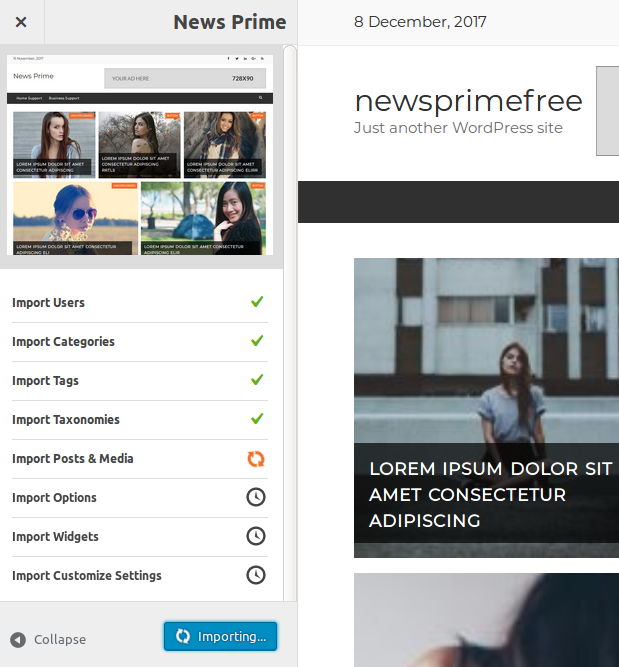 News Prime
15 November, 2017
News Prime
YOUR AD HERE
728X90
Home Support Business Support
LOREM IPSUM DOLOR SIT AMET
CONSECTETUR ADIPISCING
LOREM IPSUM DOLOR SIT AMET
CONSECTETUR ADIPISCING
LOREM IPSUM DOLOR SIT AMET
CONSECTETUR ADIPISCING ELIRR
LOREM IPSUM DOLOR SIT AMET CONSECTETUR
ADIPISCING ELI
LOREM IPSUM DOLOR SIT AMET CONSECTETUR
ADIPISCING ELIR
Import Users
Import Categories
Import Tags
Import Taxonomies
Import Posts & Media
Import Options
Import Widgets
Import Customize Settings
Collapse
Importing...
8 December, 2017
newsprimefree
Just another WordPress site
LOREM IPSUM DOLOR SIT
AMET CONSECTETUR
ADIPISCING